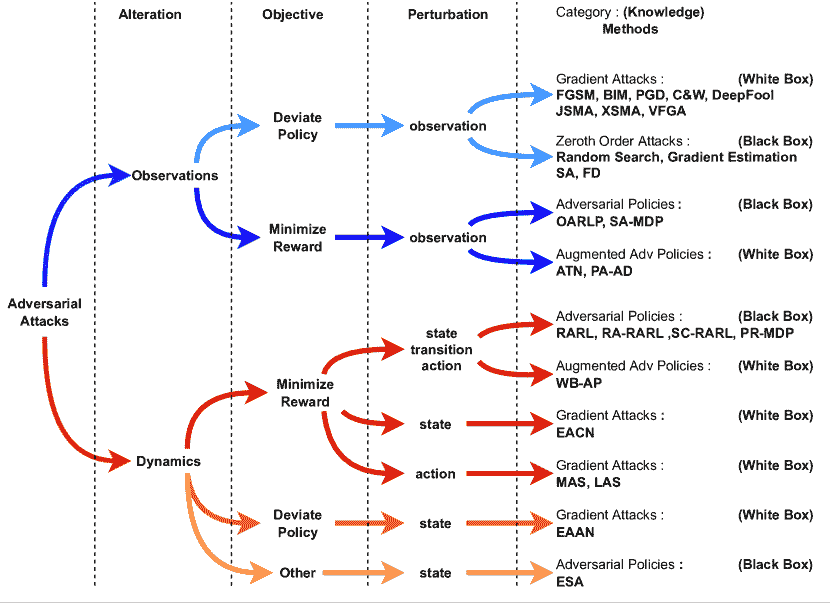 Alteration
Objective
Perturbation
Category : (Knowledge)
Methods
Adversarial
Attacks
Observations
Deviate
Policy
observation
Gradient Attacks : (White Box)
FGSM, BIM, PGD, C&W, DeepFool
JSMA, XSMA, VFGA
Zeroth Order Attacks : (Black Box)
Random Search, Gradient Estimation
SA, FD
Minimize
Reward
observation
Adversarial Policies : (Black Box)
OARLP, SA-MDP
Augmented Adv Policies : (White Box)
ATN, PA-AD
Dynamics
Minimize
Reward
state
transition
action
Adversarial Policies : (Black Box)
RARL, RA-RARL ,SC-RARL, PR-MDP
Augmented Adv Policies : (White Box)
WB-AP
state
Gradient Attacks : (White Box)
EACN
action
Gradient Attacks : (White Box)
MAS, LAS
Deviate
Policy
state
Gradient Attacks : (White Box)
EAAN
Other
state
Adversarial Policies : (Black Box)
ESA